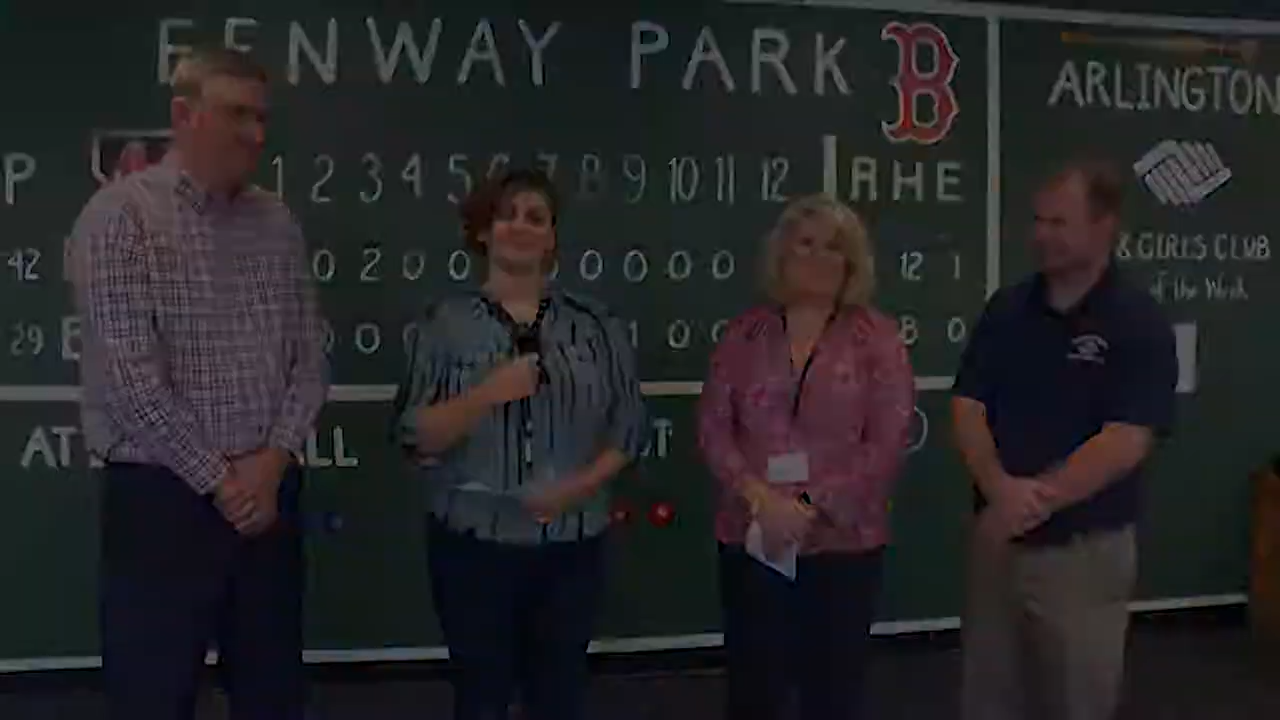 FENWAY PARK B
ARLINGTON
P 1 2 3 4 5 6 7 8 9 10 11 12 R H E
42 0 2 0 0 0 0 0 0 0 12 1
& GIRLS CLUB
of the Week
29 0 0 1 0 8 0
AT